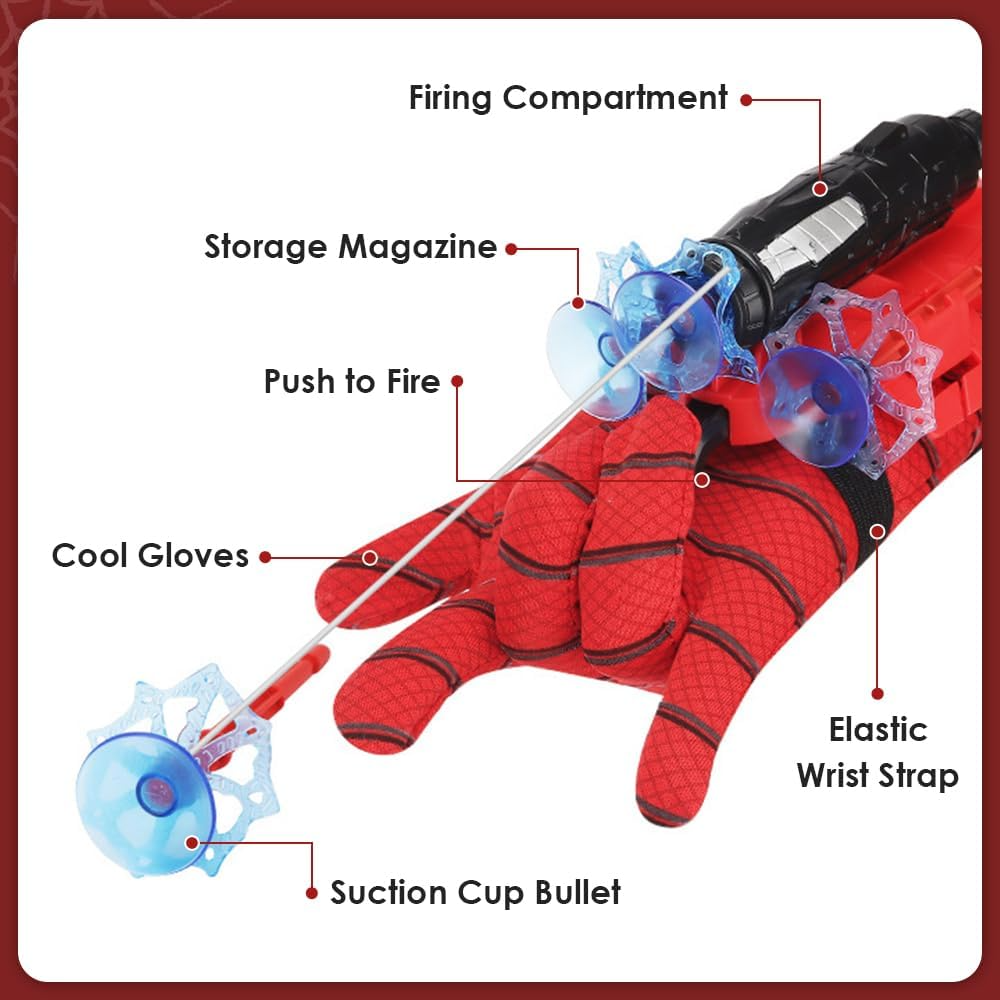 Firing Compartment
Storage Magazine
Push to Fire
Cool Gloves
Elastic
Wrist Strap
Suction Cup Bullet